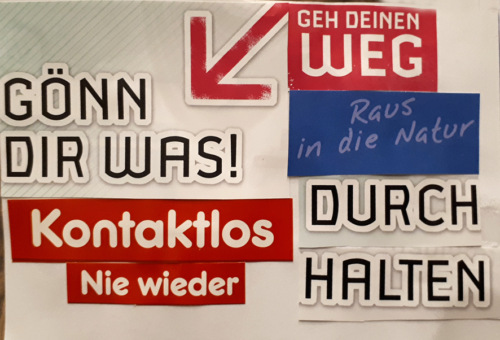 GEH DEINEN
WEG
GÖNN
DIR WAS!
Raus
in die Natur
DURCH
HALTEN
Kontaktlos
Nie wieder